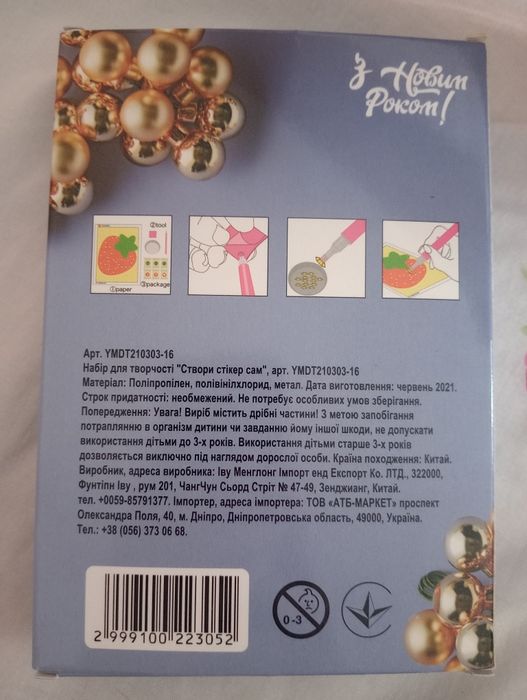 З Новим
Роком!
②tool
③package
①paper
Арт. YMDT210303-16
Набір для творчості "Створи стікер сам", арт. YMDT210303-16
Матеріал: Поліпропілен, полівінілхлорид, метал. Дата виготовлення: червень 2021.
Строк придатності: необмежений. Не потребує особливих умов зберігання.
Попередження: Увага! Виріб містить дрібні частини! З метою запобігання
потраплянню в організм дитини чи завданню йому іншої шкоди, не допускати
використання дітьми до 3-х років. Використання дітьми старше 3-х років
дозволяється виключно під наглядом дорослої особи. Країна походження: Китай.
Виробник, адреса виробника: Іву Менглонг Імпорт енд Експорт Ко. ЛТД., 322000,
Фунтіпн Іву , рум 201, ЧангЧун Сьорд Стріт № 47-49, Зенджианг, Китай.
тел. +0059-85791377. Імпортер, адреса імпортера: ТОВ «АТБ-МАРКЕТ» проспект
Олександра Поля, 40, м. Дніпро, Дніпропетровська область, 49000, Україна.
Тел.: +38 (056) 373 06 68.
2 999100 223052
0-3